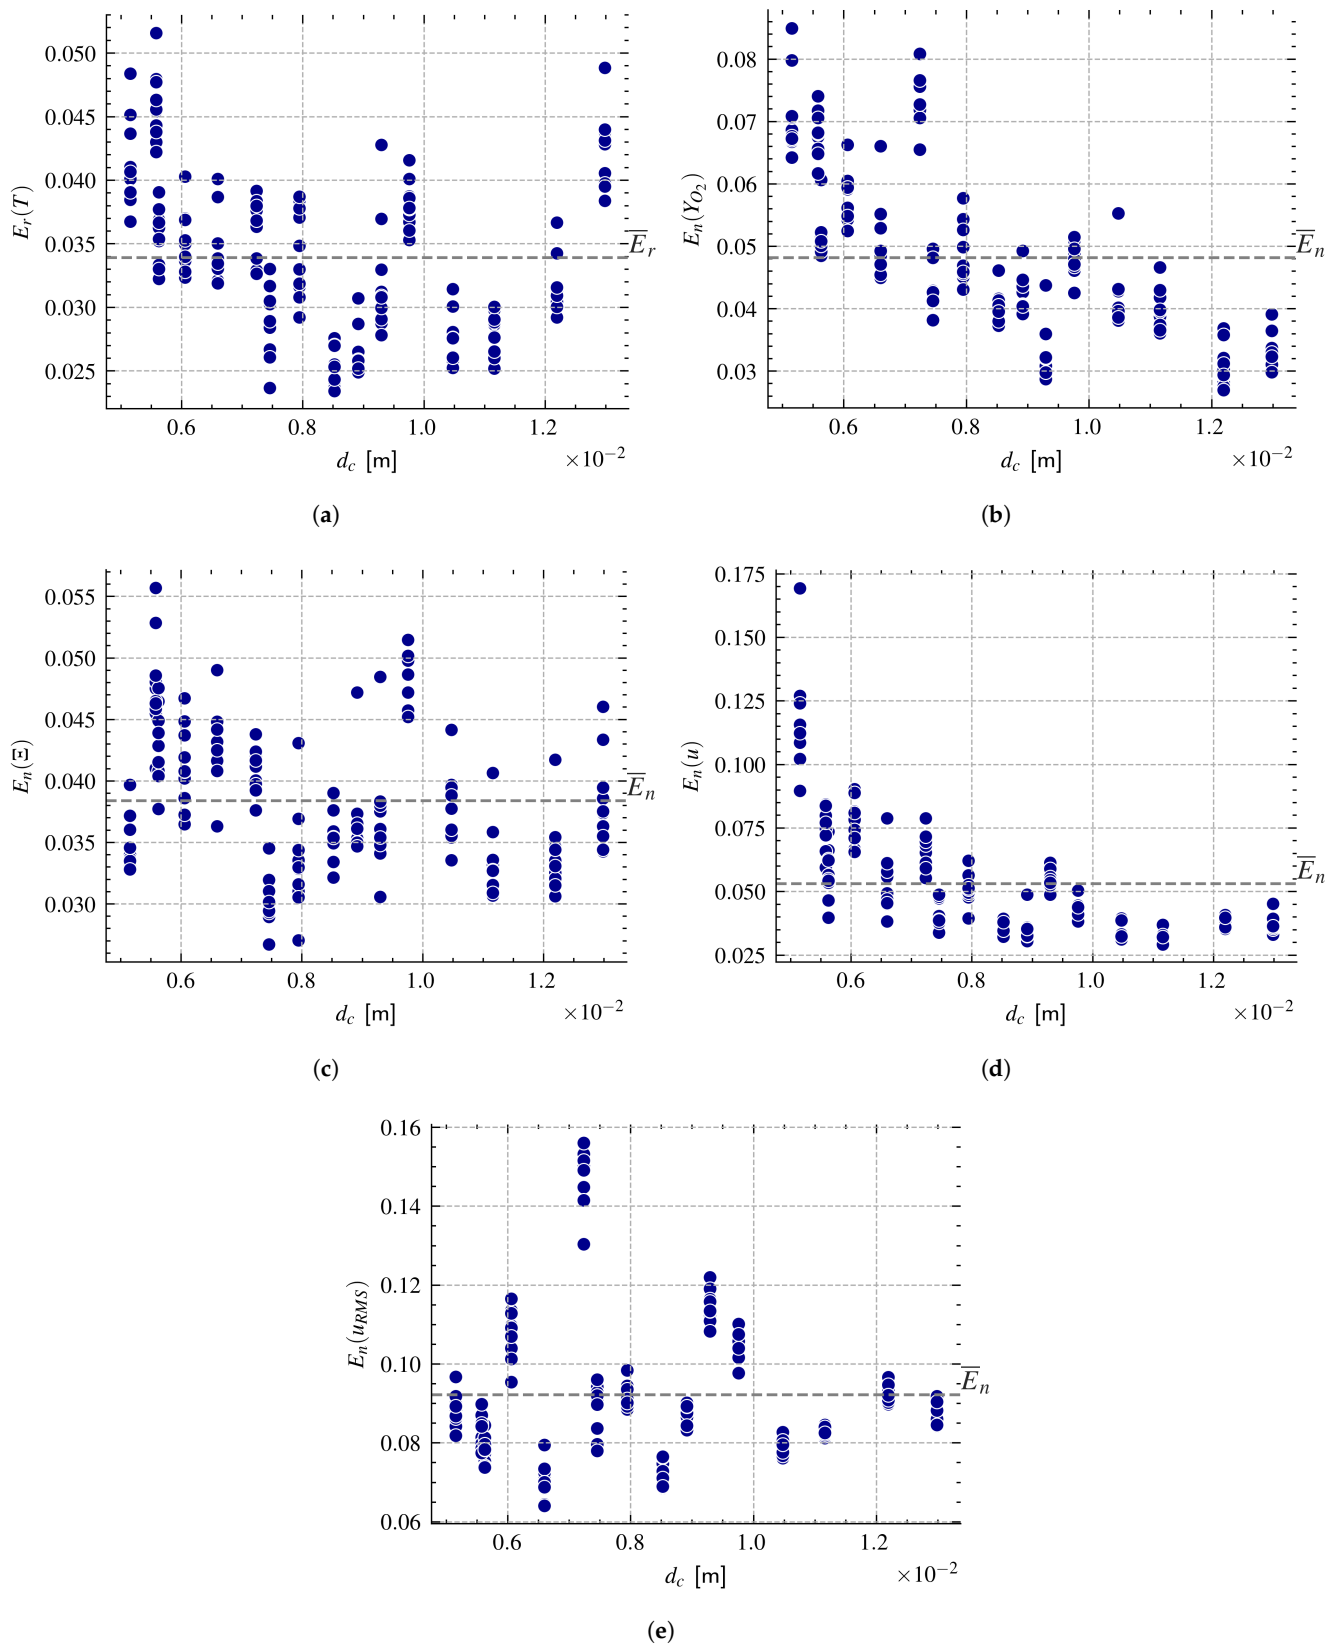 0.050
0.045
0.040
0.035
0.030
0.025
E_r(T)
E̅_r
0.6 0.8 1.0 1.2
d_c [m] ×10⁻²
(a)
0.08
0.07
0.06
0.05
0.04
0.03
E_n(Y_{O_2})
E̅_n
0.6 0.8 1.0 1.2
d_c [m] ×10⁻²
(b)
0.055
0.050
0.045
0.040
0.035
0.030
E_n(Ξ)
E̅_n
0.6 0.8 1.0 1.2
d_c [m] ×10⁻²
(c)
0.175
0.150
0.125
0.100
0.075
0.050
0.025
E_n(u)
E̅_n
0.6 0.8 1.0 1.2
d_c [m] ×10⁻²
(d)
0.16
0.14
0.12
0.10
0.08
0.06
E_n(u_{RMS})
E̅_n
0.6 0.8 1.0 1.2
d_c [m] ×10⁻²
(e)